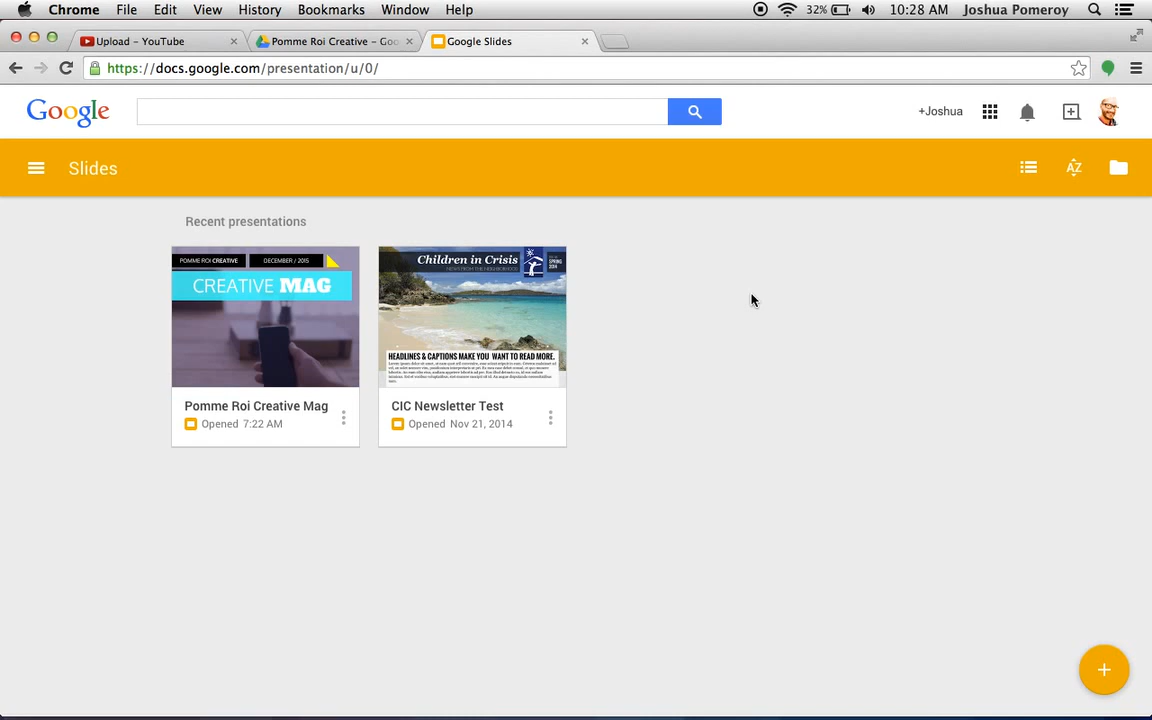 Chrome File Edit View History Bookmarks Window Help 32% 10:28 AM Joshua Pomeroy
Upload – YouTube Pomme Roi Creative – Goo Google Slides
https://docs.google.com/presentation/u/0/
Google +Joshua
Slides AZ
Recent presentations
POMME ROI CREATIVE DECEMBER / 2015
CREATIVE MAG
Children in Crisis
SPRING
2014
HEADLINES & CAPTIONS MAKE YOU WANT TO READ MORE.
Pomme Roi Creative Mag
Opened 7:22 AM
CIC Newsletter Test
Opened Nov 21, 2014
+